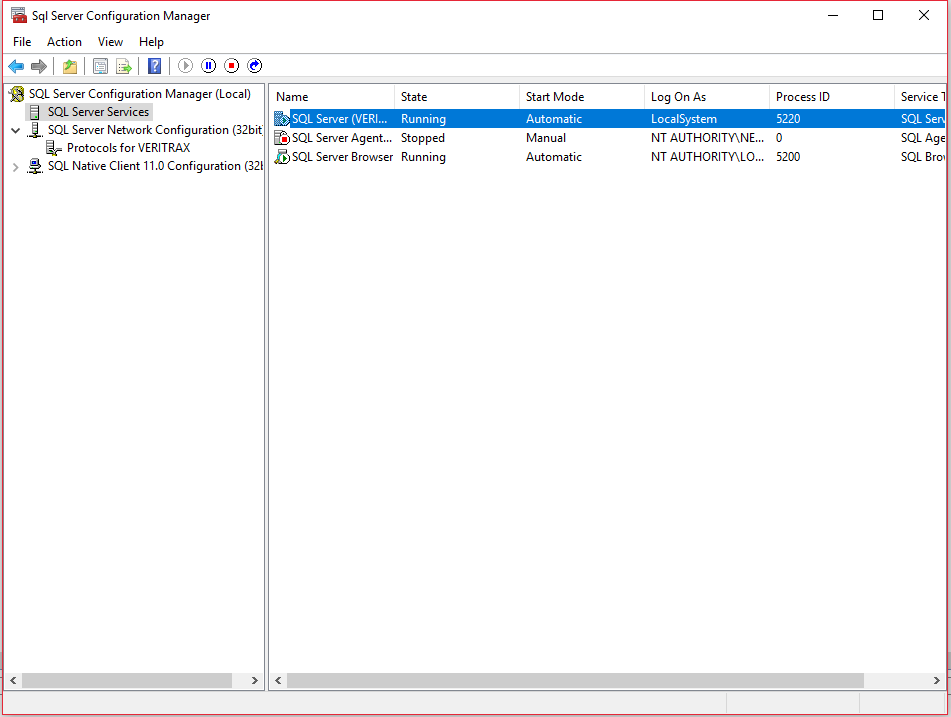 Sql Server Configuration Manager
File Action View Help
SQL Server Configuration Manager (Local)
SQL Server Services
SQL Server Network Configuration (32bit
Protocols for VERITRAX
SQL Native Client 11.0 Configuration (32b
Name State Start Mode Log On As Process ID Service T
SQL Server (VERI... Running Automatic LocalSystem 5220 SQL Serv
SQL Server Agent... Stopped Manual NT AUTHORITY\NE... 0 SQL Age
SQL Server Browser Running Automatic NT AUTHORITY\LO... 5200 SQL Brow